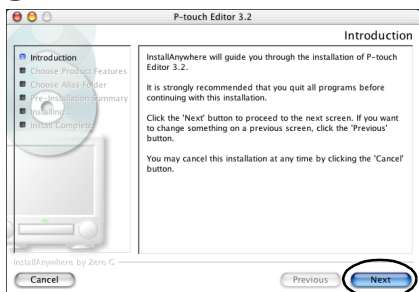 P-touch Editor 3.2
Introduction
Introduction
Choose Product Features
Choose Alias Folder
Pre-Installation Summary
Installing...
Install Complete
InstallAnywhere will guide you through the installation of P-touch
Editor 3.2.
It is strongly recommended that you quit all programs before
continuing with this installation.
Click the 'Next' button to proceed to the next screen. If you want
to change something on a previous screen, click the 'Previous'
button.
You may cancel this installation at any time by clicking the 'Cancel'
button.
InstallAnywhere by Zero G
Cancel
Previous
Next